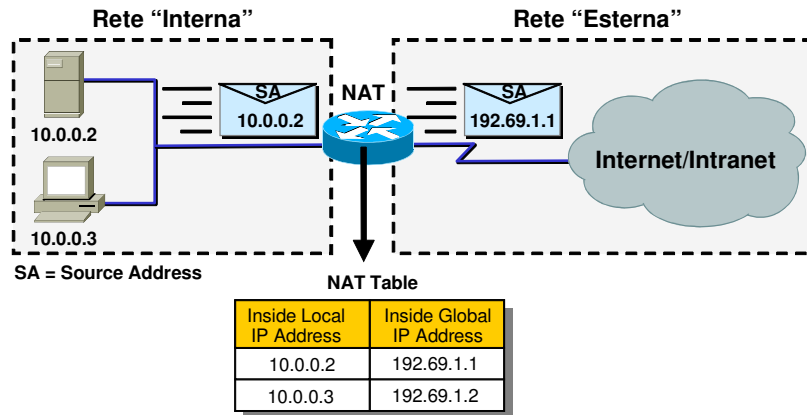 Rete “Interna”
Rete “Esterna”
SA
10.0.0.2
NAT
SA
192.69.1.1
10.0.0.2
Internet/Intranet
10.0.0.3
SA = Source Address
NAT Table
Inside Local
IP Address
Inside Global
IP Address
10.0.0.2
192.69.1.1
10.0.0.3
192.69.1.2